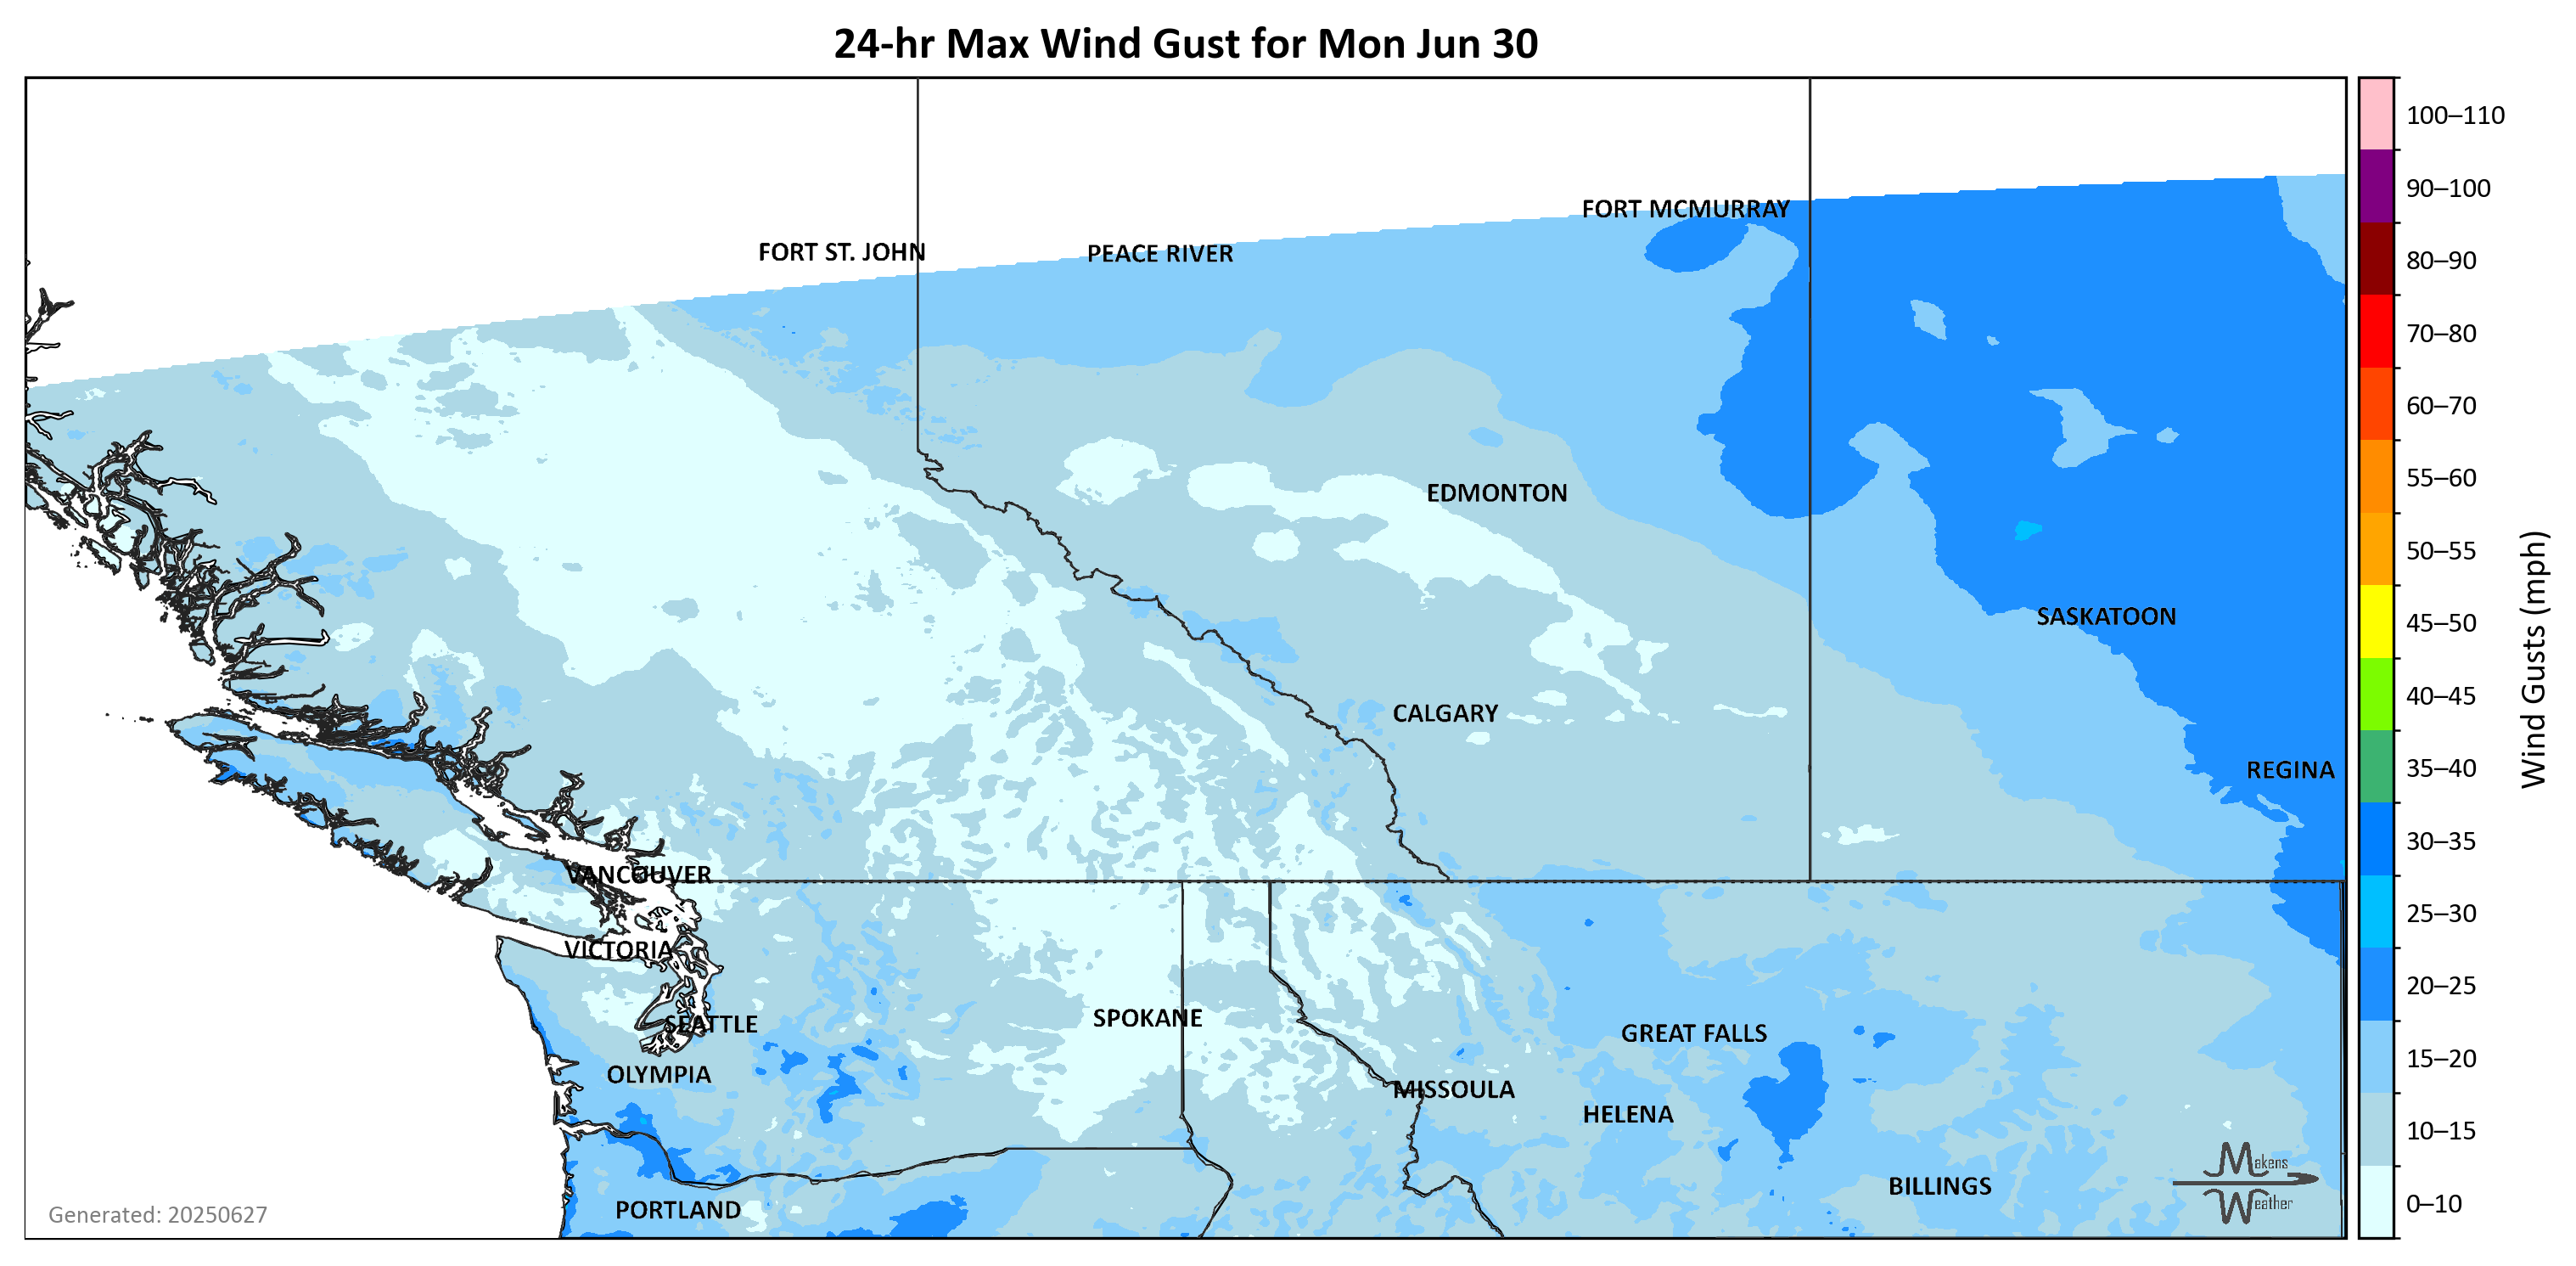 24-hr Max Wind Gust for Mon Jun 30
100–110
90–100
80–90
70–80
60–70
55–60
50–55
45–50
40–45
35–40
30–35
25–30
20–25
15–20
10–15
0–10
Wind Gusts (mph)
FORT MCMURRAY
FORT ST. JOHN
PEACE RIVER
EDMONTON
SASKATOON
CALGARY
REGINA
VANCOUVER
VICTORIA
SEATTLE
SPOKANE
GREAT FALLS
OLYMPIA
MISSOULA
HELENA
BILLINGS
PORTLAND
Makens
Weather
Generated: 20250627